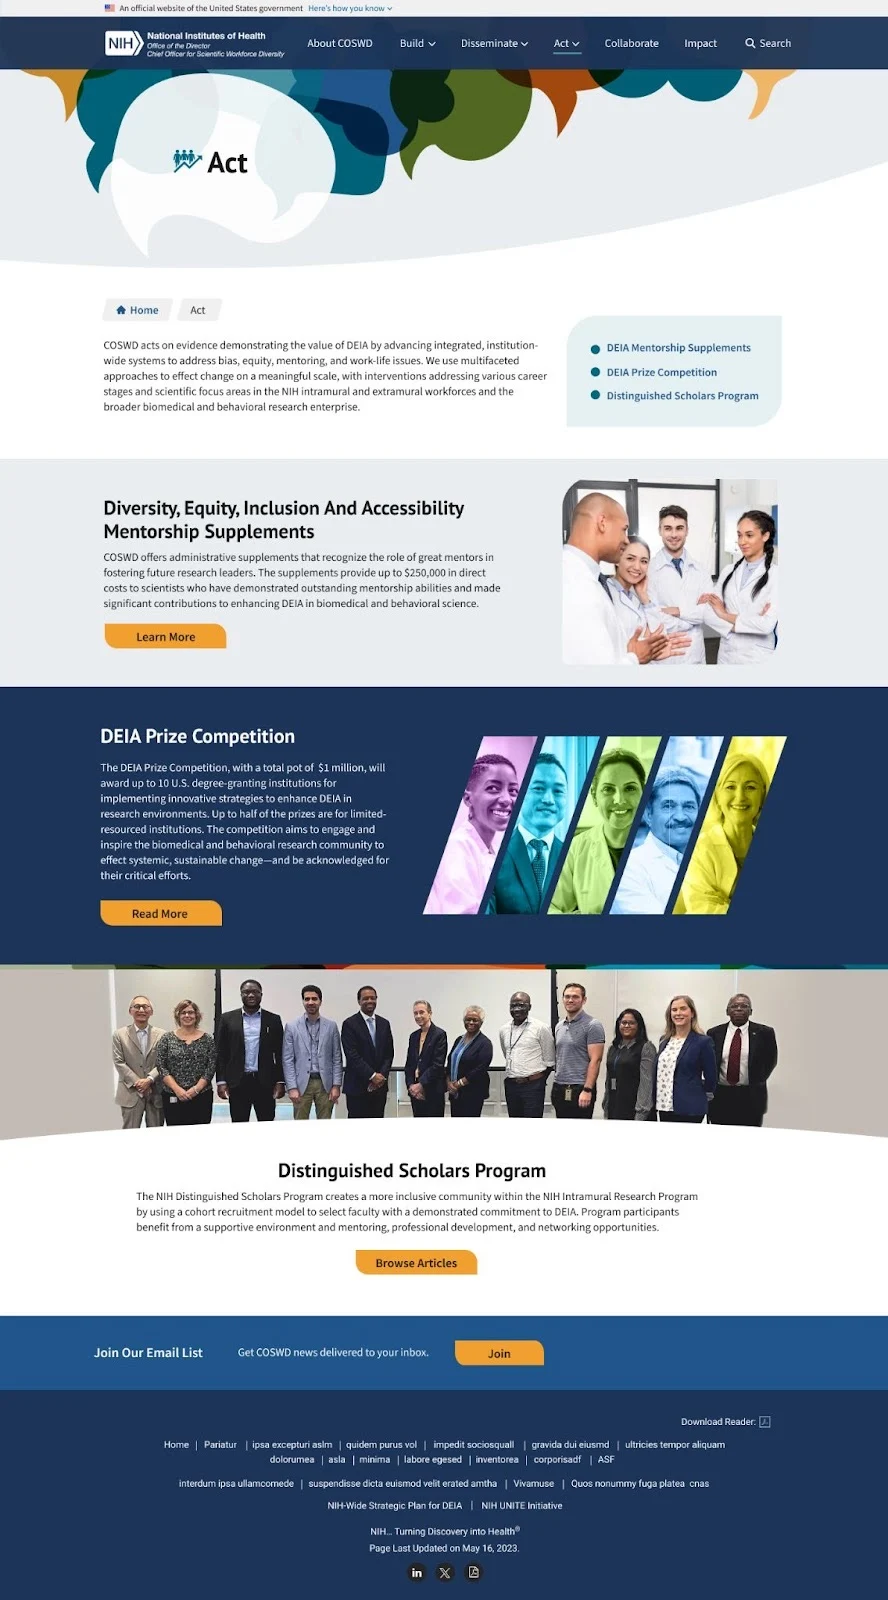 An official website of the United States government Here's how you know
NIH
National Institutes of Health
Office of the Director
Chief Officer for Scientific Workforce Diversity
About COSWD Build Disseminate Act Collaborate Impact Search
Act
Home Act
COSWD acts on evidence demonstrating the value of DEIA by advancing integrated, institution-
wide systems to address bias, equity, mentoring, and work-life issues. We use multifaceted
approaches to effect change on a meaningful scale, with interventions addressing various career
stages and scientific focus areas in the NIH intramural and extramural workforces and the
broader biomedical and behavioral research enterprise.
DEIA Mentorship Supplements
DEIA Prize Competition
Distinguished Scholars Program
Diversity, Equity, Inclusion And Accessibility
Mentorship Supplements
COSWD offers administrative supplements that recognize the role of great mentors in
fostering future research leaders. The supplements provide up to $250,000 in direct
costs to scientists who have demonstrated outstanding mentorship abilities and made
significant contributions to enhancing DEIA in biomedical and behavioral science.
Learn More
DEIA Prize Competition
The DEIA Prize Competition, with a total pot of $1 million, will
award up to 10 U.S. degree-granting institutions for
implementing innovative strategies to enhance DEIA in
research environments. Up to half of the prizes are for limited-
resourced institutions. The competition aims to engage and
inspire the biomedical and behavioral research community to
effect systemic, sustainable change—and be acknowledged for
their critical efforts.
Read More
Distinguished Scholars Program
The NIH Distinguished Scholars Program creates a more inclusive community within the NIH Intramural Research Program
by using a cohort recruitment model to select faculty with a demonstrated commitment to DEIA. Program participants
benefit from a supportive environment and mentoring, professional development, and networking opportunities.
Browse Articles
Join Our Email List Get COSWD news delivered to your inbox. Join
Download Reader:
Home | Pariatur | ipsa excepturi aslm | quidem purus vol | impedit sociosquall | gravida dui eiusmd | ultricies tempor aliquam
dolorumea | asla | minima | labore egesed | inventorea | corporisadf | ASF
interdum ipsa ullamcomede | suspendisse dicta euismod velit erated amtha | Vivamuse | Quos nonummy fuga platea cnas
NIH-Wide Strategic Plan for DEIA | NIH UNITE Initiative
NIH... Turning Discovery into Health®
Page Last Updated on May 16, 2023.
in X